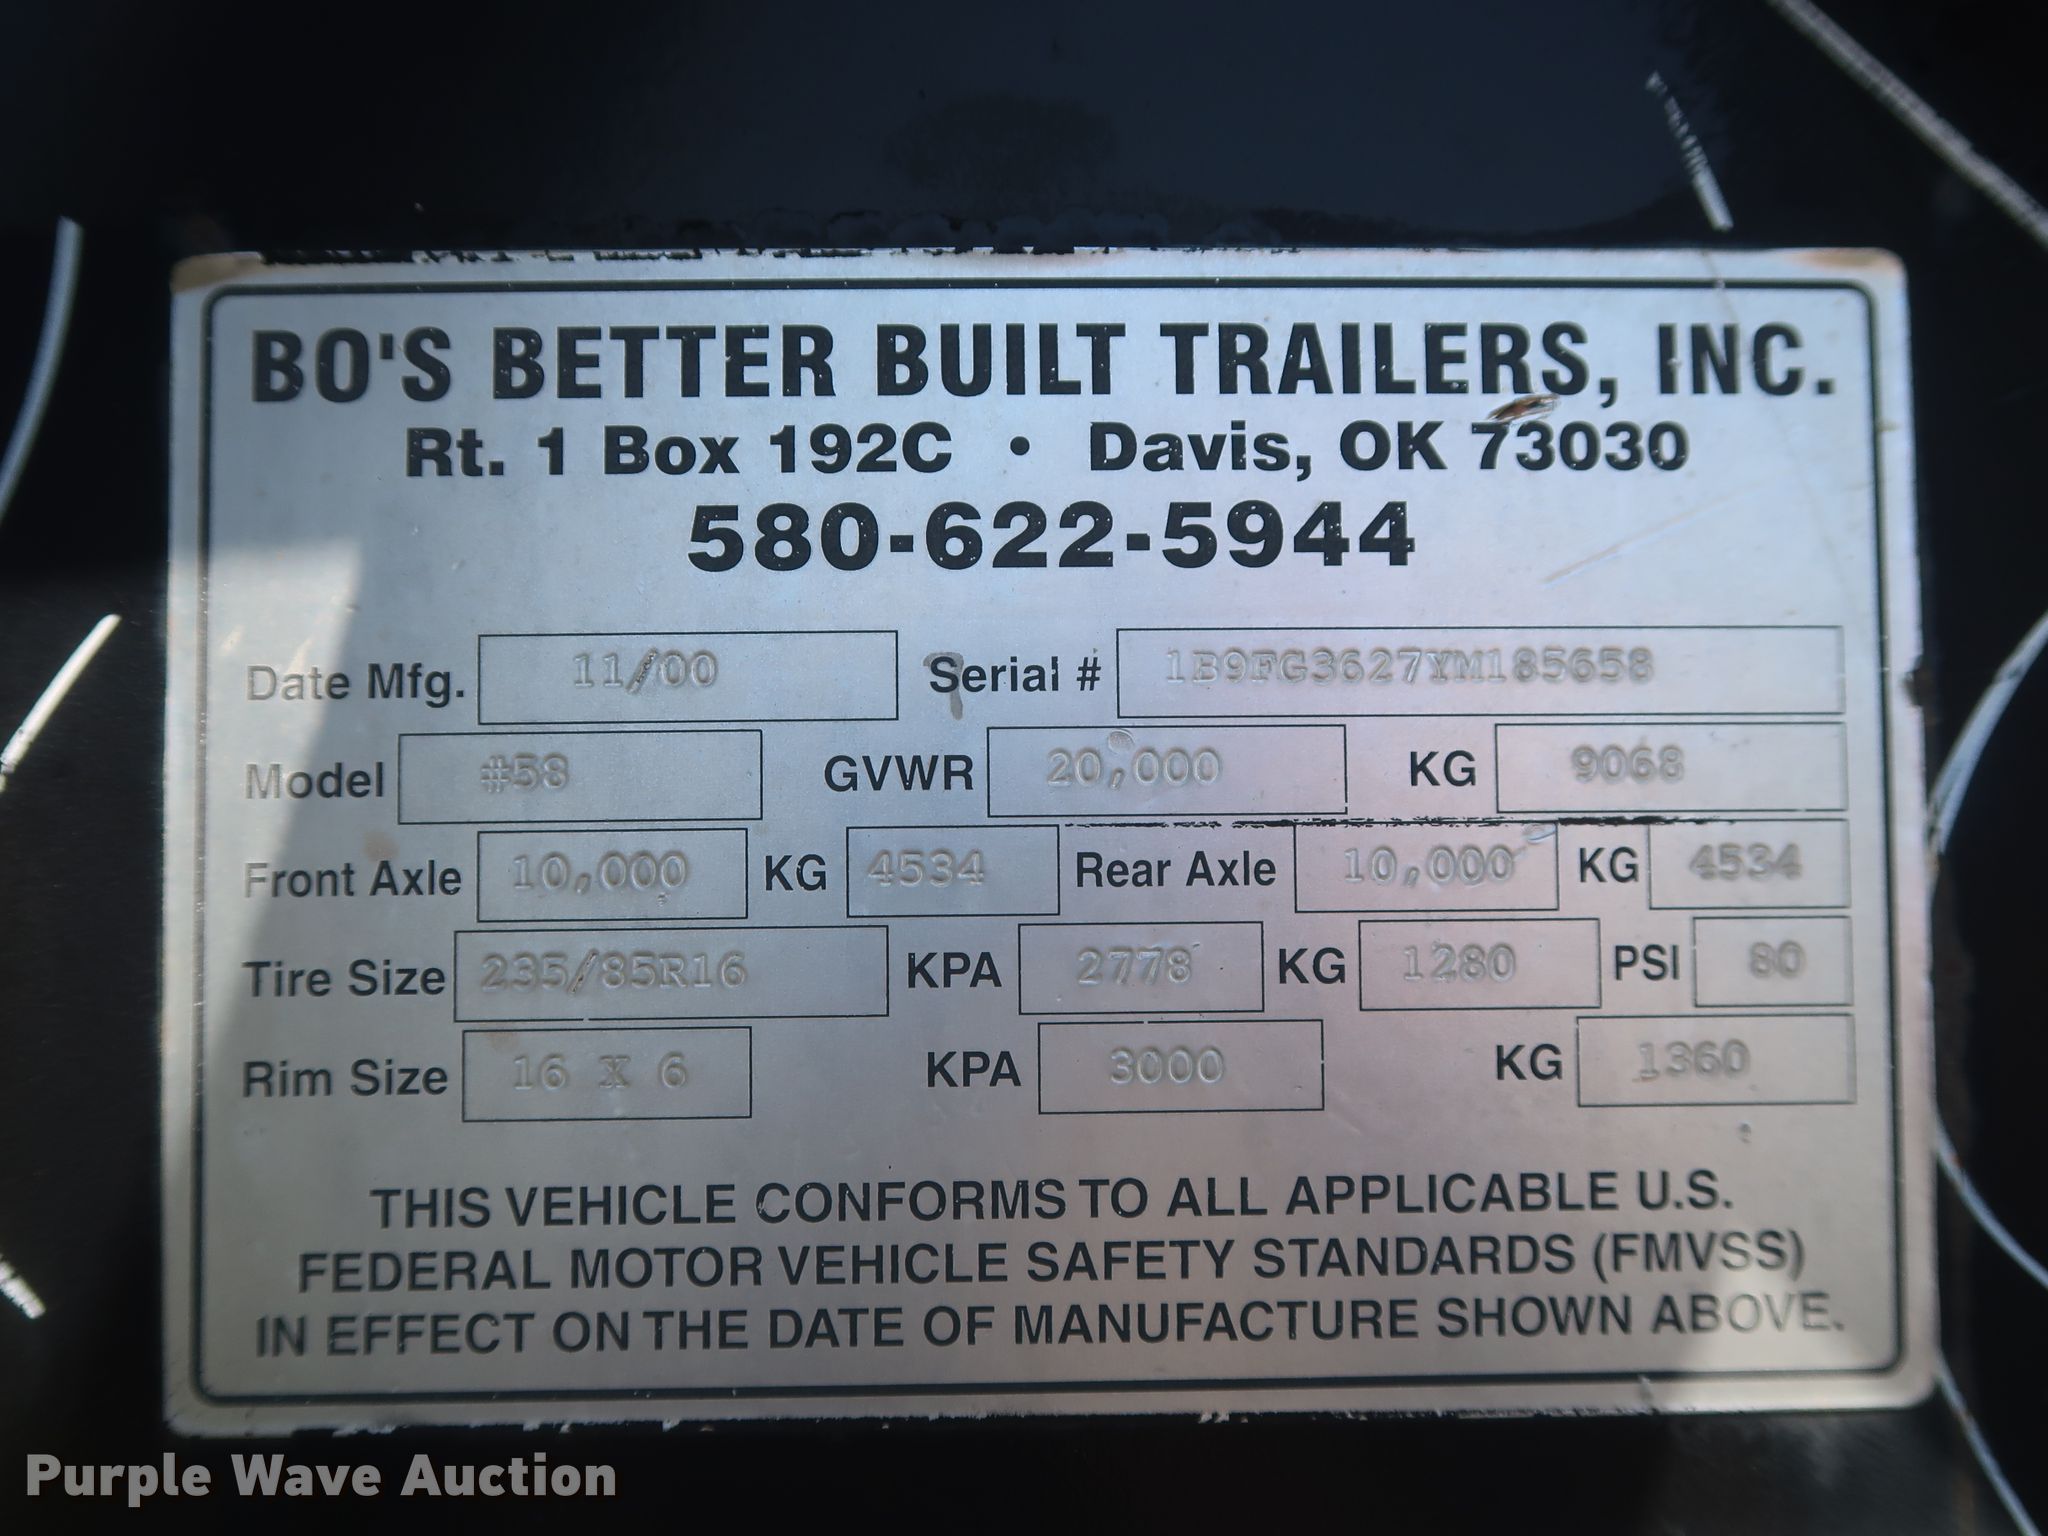 BO'S BETTER BUILT TRAILERS, INC.
Rt. 1 Box 192C • Davis, OK 73030
580-622-5944
Date Mfg. 11/00 Serial # 1B9FG3627YM185658
Model #58 GVWR 20,000 KG 9068
Front Axle 10,000 KG 4534 Rear Axle 10,000 KG 4534
Tire Size 235/85R16 KPA 2778 KG 1280 PSI 80
Rim Size 16 X 6 KPA 3000 KG 1360
THIS VEHICLE CONFORMS TO ALL APPLICABLE U.S.
FEDERAL MOTOR VEHICLE SAFETY STANDARDS (FMVSS)
IN EFFECT ON THE DATE OF MANUFACTURE SHOWN ABOVE.
Purple Wave Auction